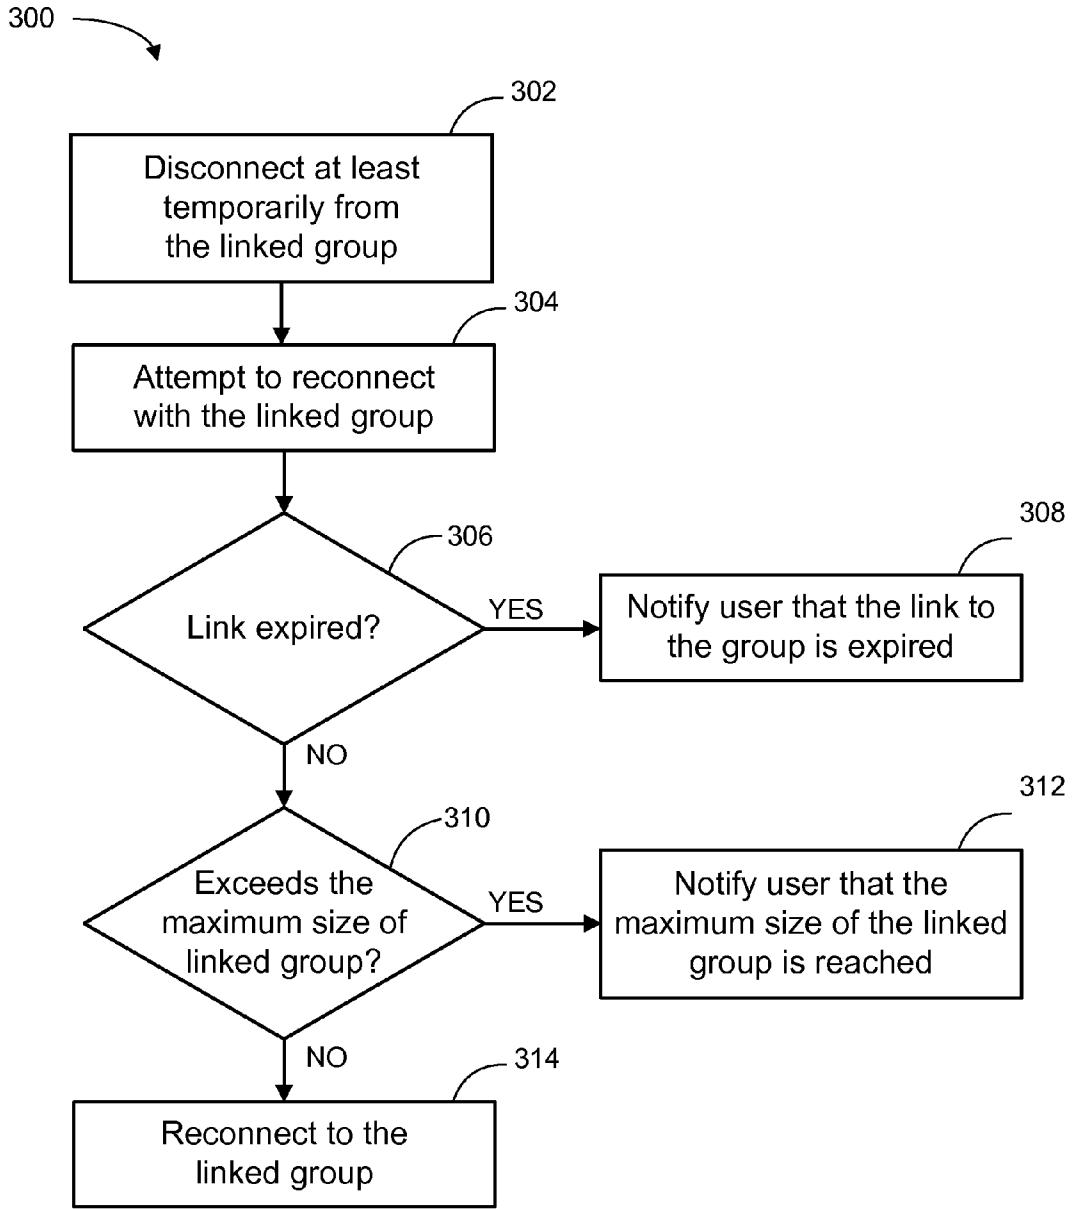 300
302
Disconnect at least
temporarily from
the linked group
304
Attempt to reconnect
with the linked group
306
Link expired?
YES
308
Notify user that the link to
the group is expired
NO
310
Exceeds the
maximum size of
linked group?
YES
312
Notify user that the
maximum size of the linked
group is reached
NO
314
Reconnect to the
linked group